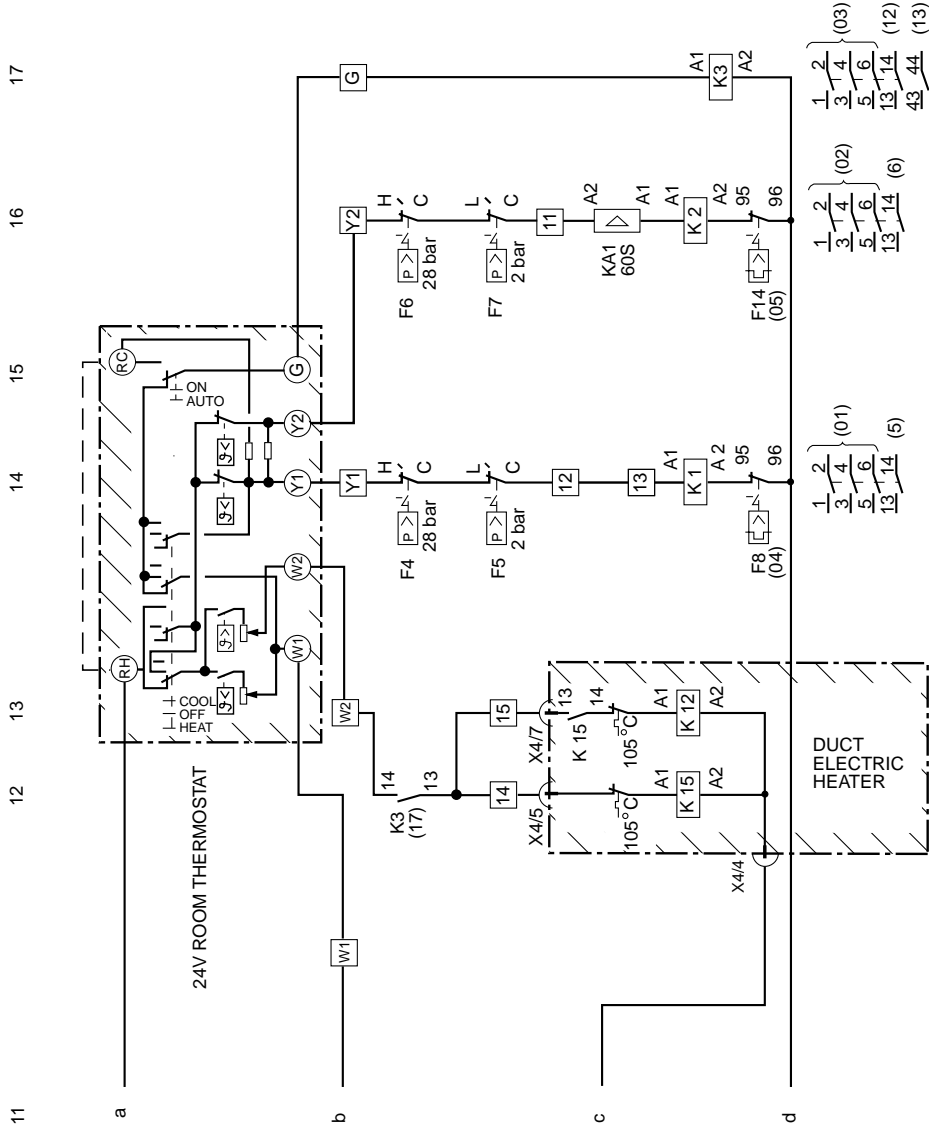 11
12
13
14
15
16
17
a
b
c
d
24V ROOM THERMOSTAT
RH
RC
COOL
OFF
HEAT
ϑ<
ϑ>
ϑ<
ϑ<
ON
AUTO
W1
W2
Y1
Y2
G
W1
W2
Y1
Y2
G
14
13
K3
(17)
14
15
X4/5
X4/7
X4/4
13
14
K 15
105°C
105°C
A1
K 15
A2
A1
K 12
A2
DUCT
ELECTRIC
HEATER
H
C
P>
F4
28 bar
L
C
P>
F5
2 bar
12
13
A1
K 1
A 2
95
96
F8
(04)
H
C
P>
F6
28 bar
L
C
P>
F7
2 bar
11
A2
KA1
60S
A1
A1
K 2
A2
95
96
F14
(05)
A1
K3
A2
1 2
3 4
5 6
13 14
(01)
(5)
1 2
3 4
5 6
13 14
(02)
(6)
1 2
3 4
5 6
13 14
43 44
(03)
(12)
(13)